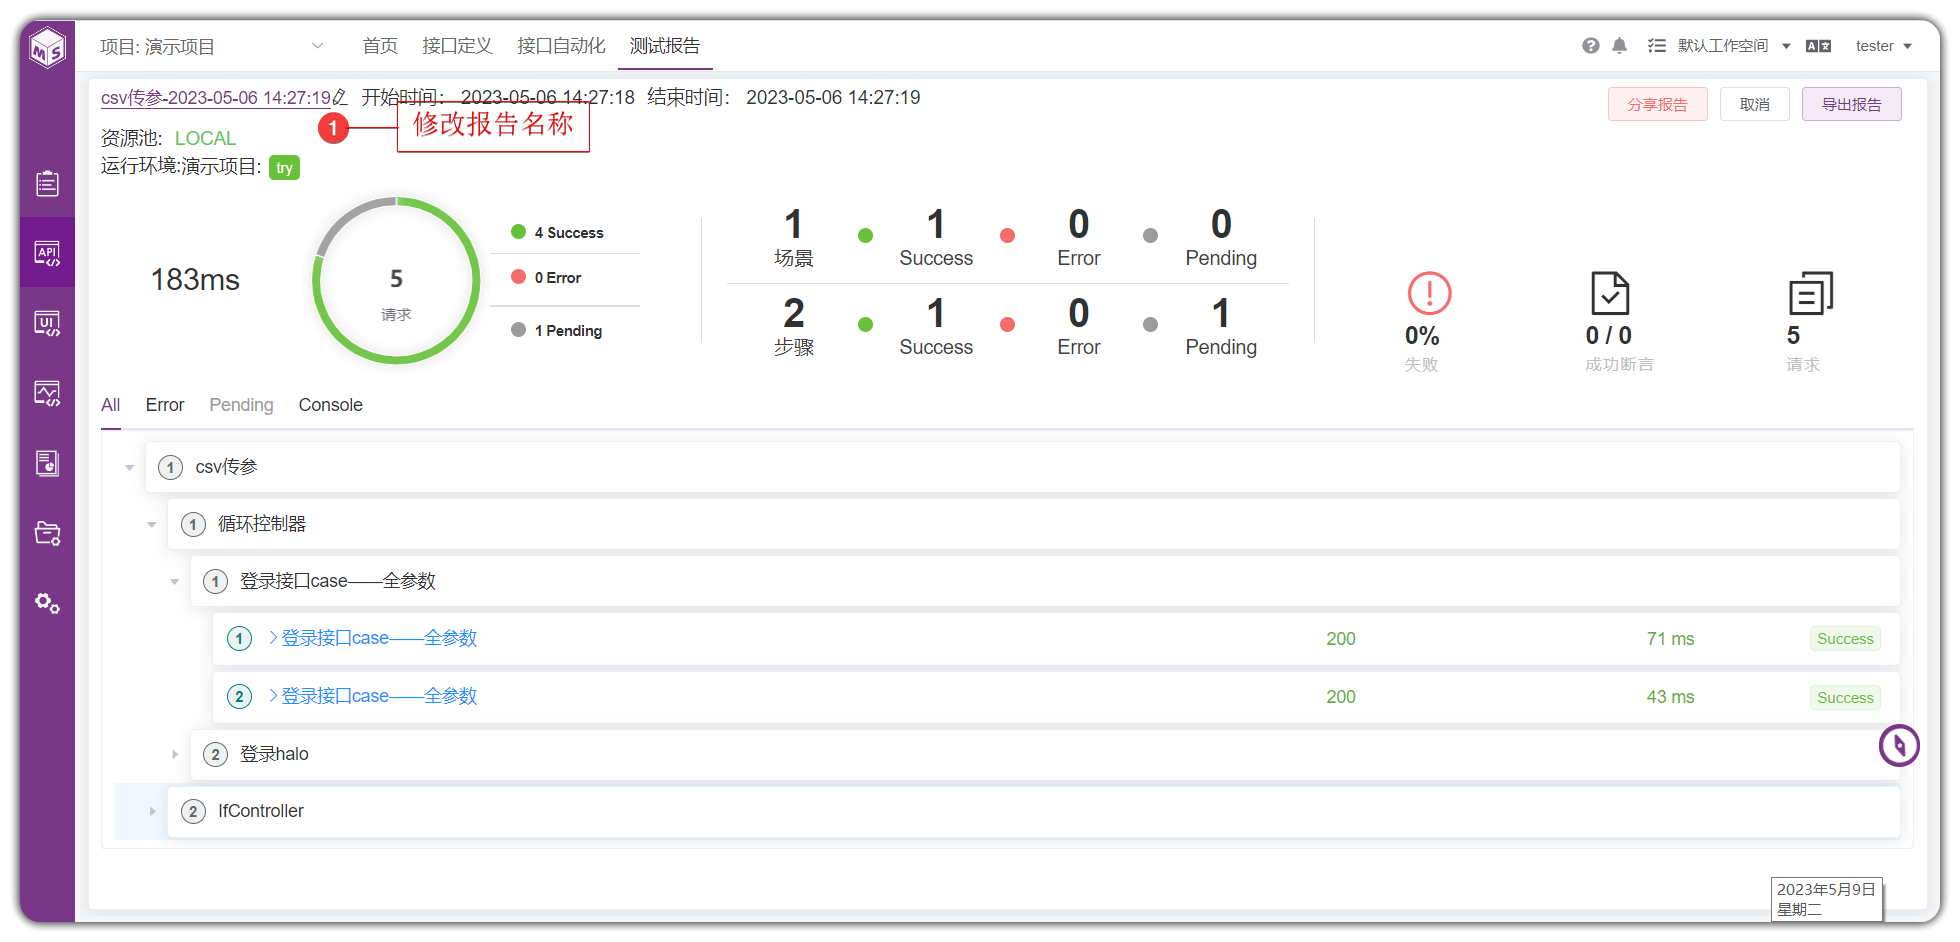 MS
项目: 演示项目
首页
接口定义
接口自动化
测试报告
默认工作空间
tester
csv传参-2023-05-06 14:27:19 开始时间： 2023-05-06 14:27:18 结束时间： 2023-05-06 14:27:19
分享报告
取消
导出报告
1
修改报告名称
资源池: LOCAL
运行环境:演示项目: try
API
UI
183ms
5
请求
4 Success
0 Error
1 Pending
1
场景
1
Success
0
Error
0
Pending
2
步骤
1
Success
0
Error
1
Pending
0%
失败
0 / 0
成功断言
5
请求
All Error Pending Console
1 csv传参
1 循环控制器
1 登录接口case——全参数
1 登录接口case——全参数 200 71 ms Success
2 登录接口case——全参数 200 43 ms Success
2 登录halo
2 IfController
2023年5月9日
星期二